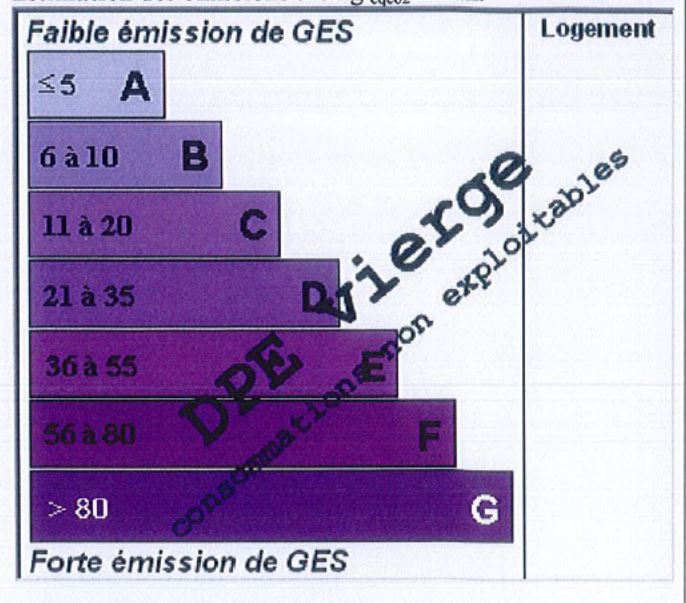 Faible émission de GES
Logement
≤5 A
6 à 10 B
11 à 20 C
21 à 35 D
36 à 55 E
56 à 80 F
> 80 G
Forte émission de GES
DPE vierge
consommations non exploitables